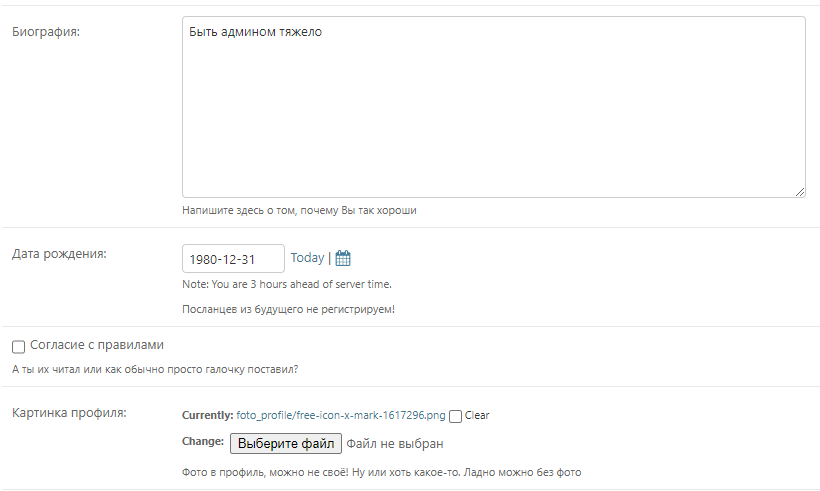 Биография:
Быть админом тяжело
Напишите здесь о том, почему Вы так хороши
Дата рождения:
1980-12-31 Today |
Note: You are 3 hours ahead of server time.
Посланцев из будущего не регистрируем!
Согласие с правилами
А ты их читал или как обычно просто галочку поставил?
Картинка профиля:
Currently: foto_profile/free-icon-x-mark-1617296.png Clear
Change: Выберите файл Файл не выбран
Фото в профиль, можно не своё! Ну или хоть какое-то. Ладно можно без фото